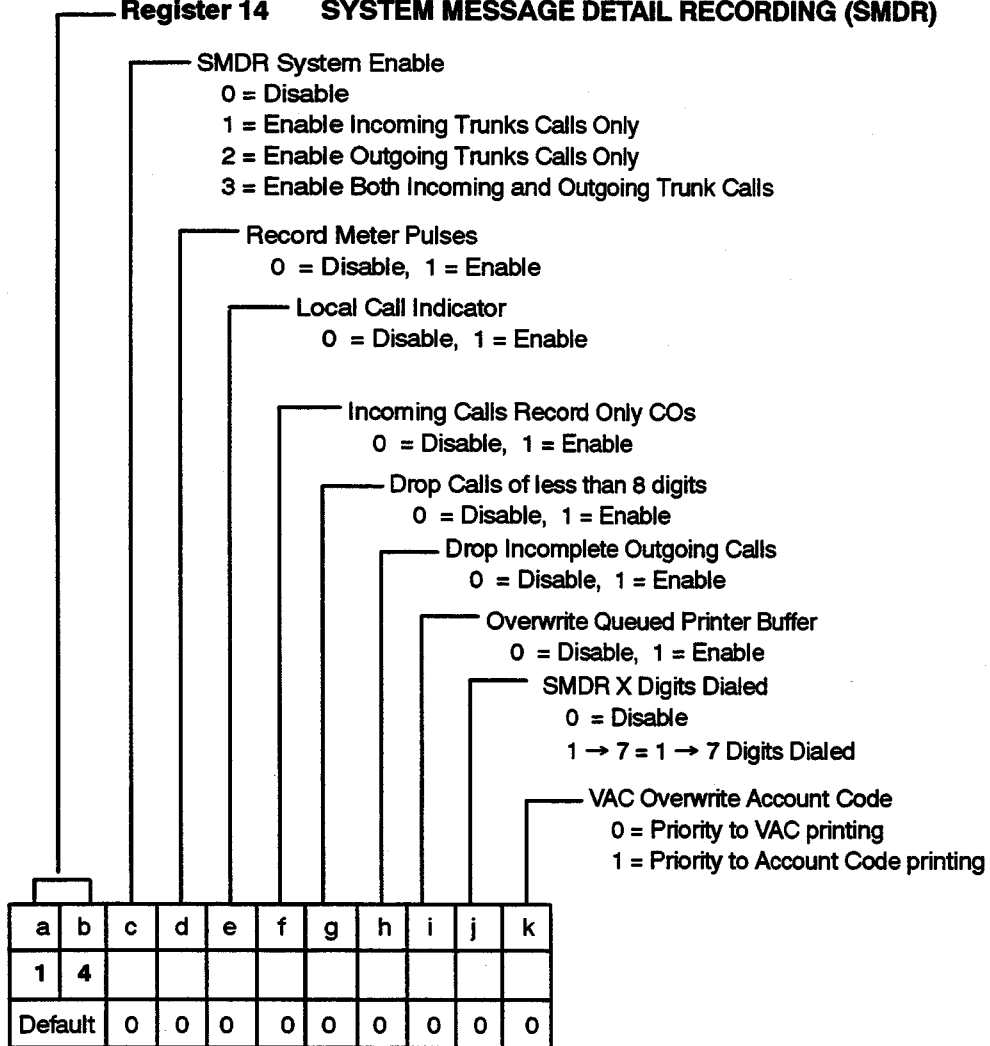 Register 14 SYSTEM MESSAGE DETAIL RECORDING (SMDR)
SMDR System Enable
0 = Disable
1 = Enable Incoming Trunks Calls Only
2 = Enable Outgoing Trunks Calls Only
3 = Enable Both Incoming and Outgoing Trunk Calls
Record Meter Pulses
0 = Disable, 1 = Enable
Local Call Indicator
0 = Disable, 1 = Enable
Incoming Calls Record Only COs
0 = Disable, 1 = Enable
Drop Calls of less than 8 digits
0 = Disable, 1 = Enable
Drop Incomplete Outgoing Calls
0 = Disable, 1 = Enable
Overwrite Queued Printer Buffer
0 = Disable, 1 = Enable
SMDR X Digits Dialed
0 = Disable
1 → 7 = 1 → 7 Digits Dialed
VAC Overwrite Account Code
0 = Priority to VAC printing
1 = Priority to Account Code printing
a b c d e f g h i j k
1 4
Default 0 0 0 0 0 0 0 0 0